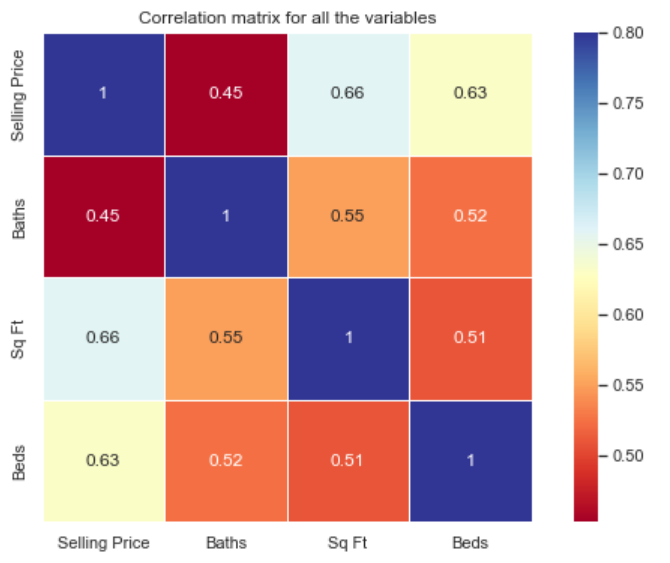 Correlation matrix for all the variables
Selling Price 1 0.45 0.66 0.63
Baths 0.45 1 0.55 0.52
Sq Ft 0.66 0.55 1 0.51
Beds 0.63 0.52 0.51 1
Selling Price Baths Sq Ft Beds
0.80
0.75
0.70
0.65
0.60
0.55
0.50